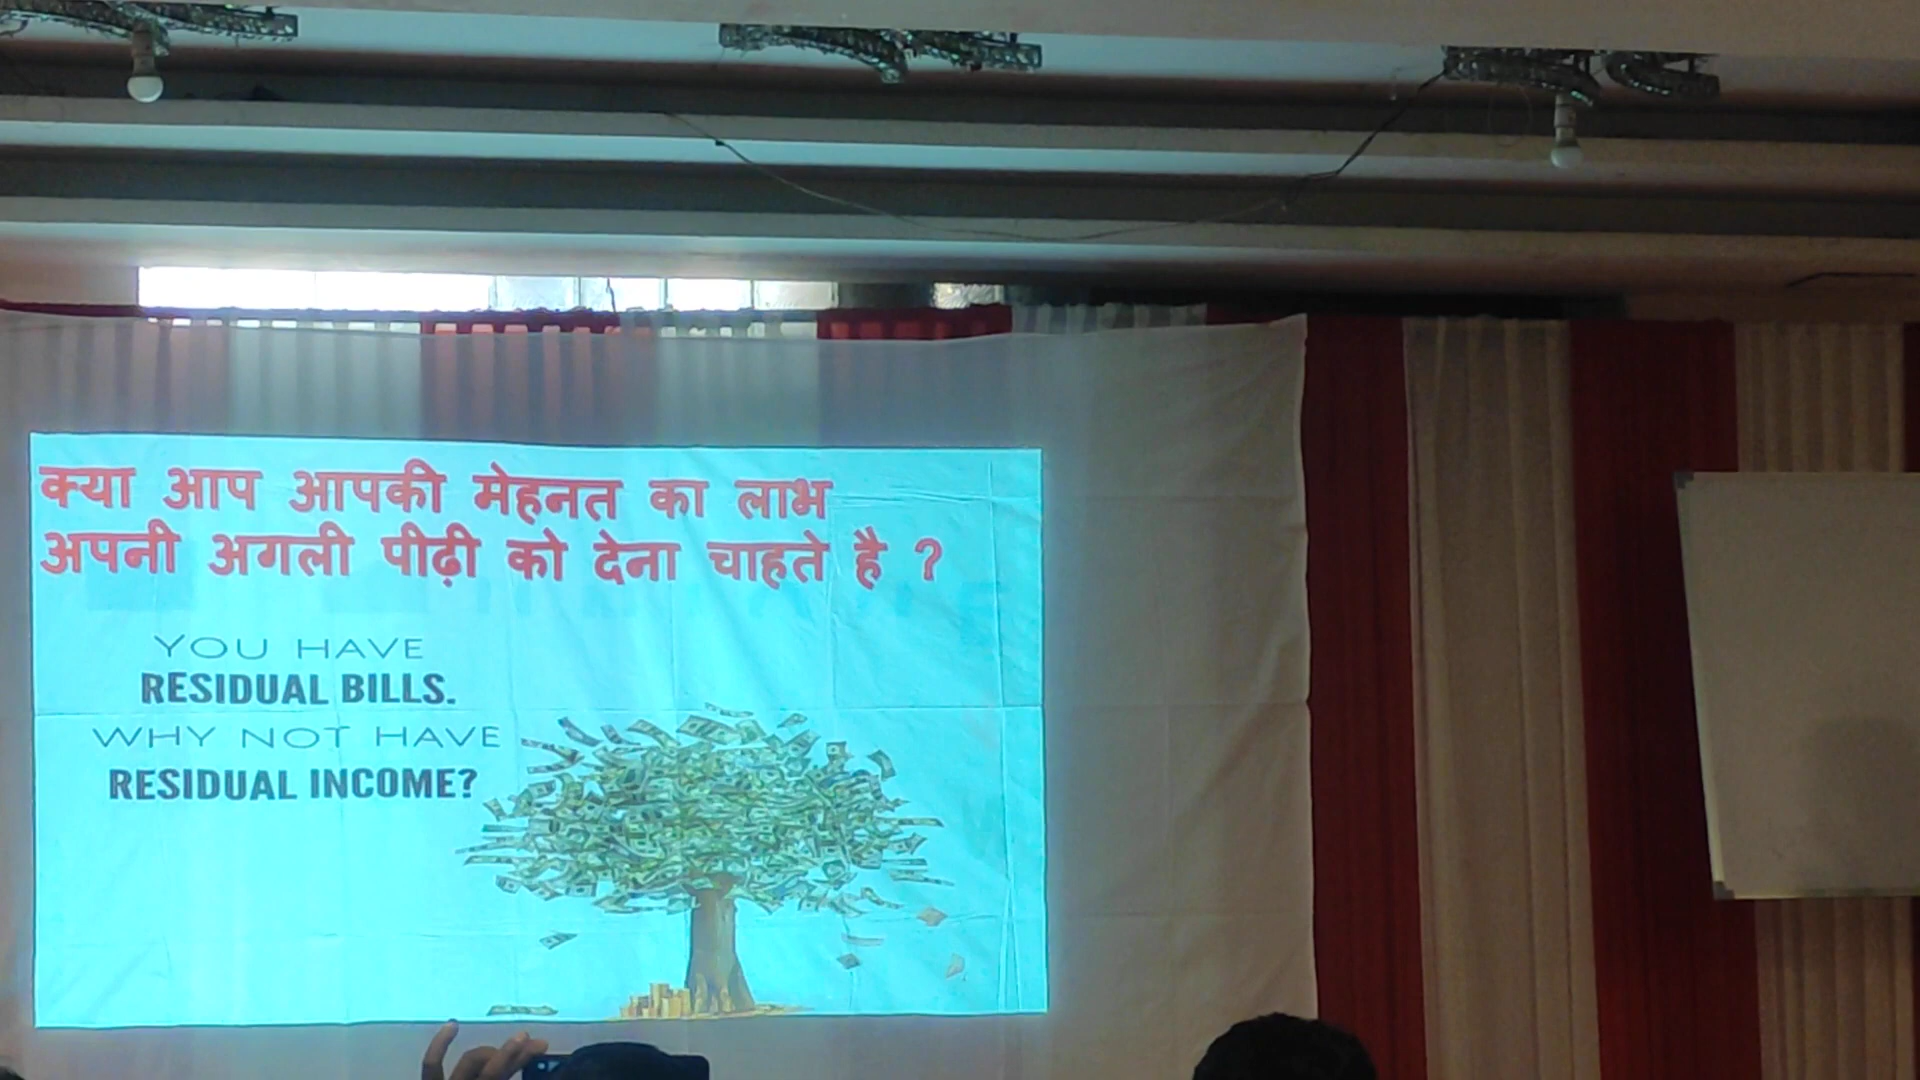 क्या आप आपकी मेहनत का लाभ
अपनी अगली पीढ़ी को देना चाहते है ?
YOU HAVE
RESIDUAL BILLS.
WHY NOT HAVE
RESIDUAL INCOME?